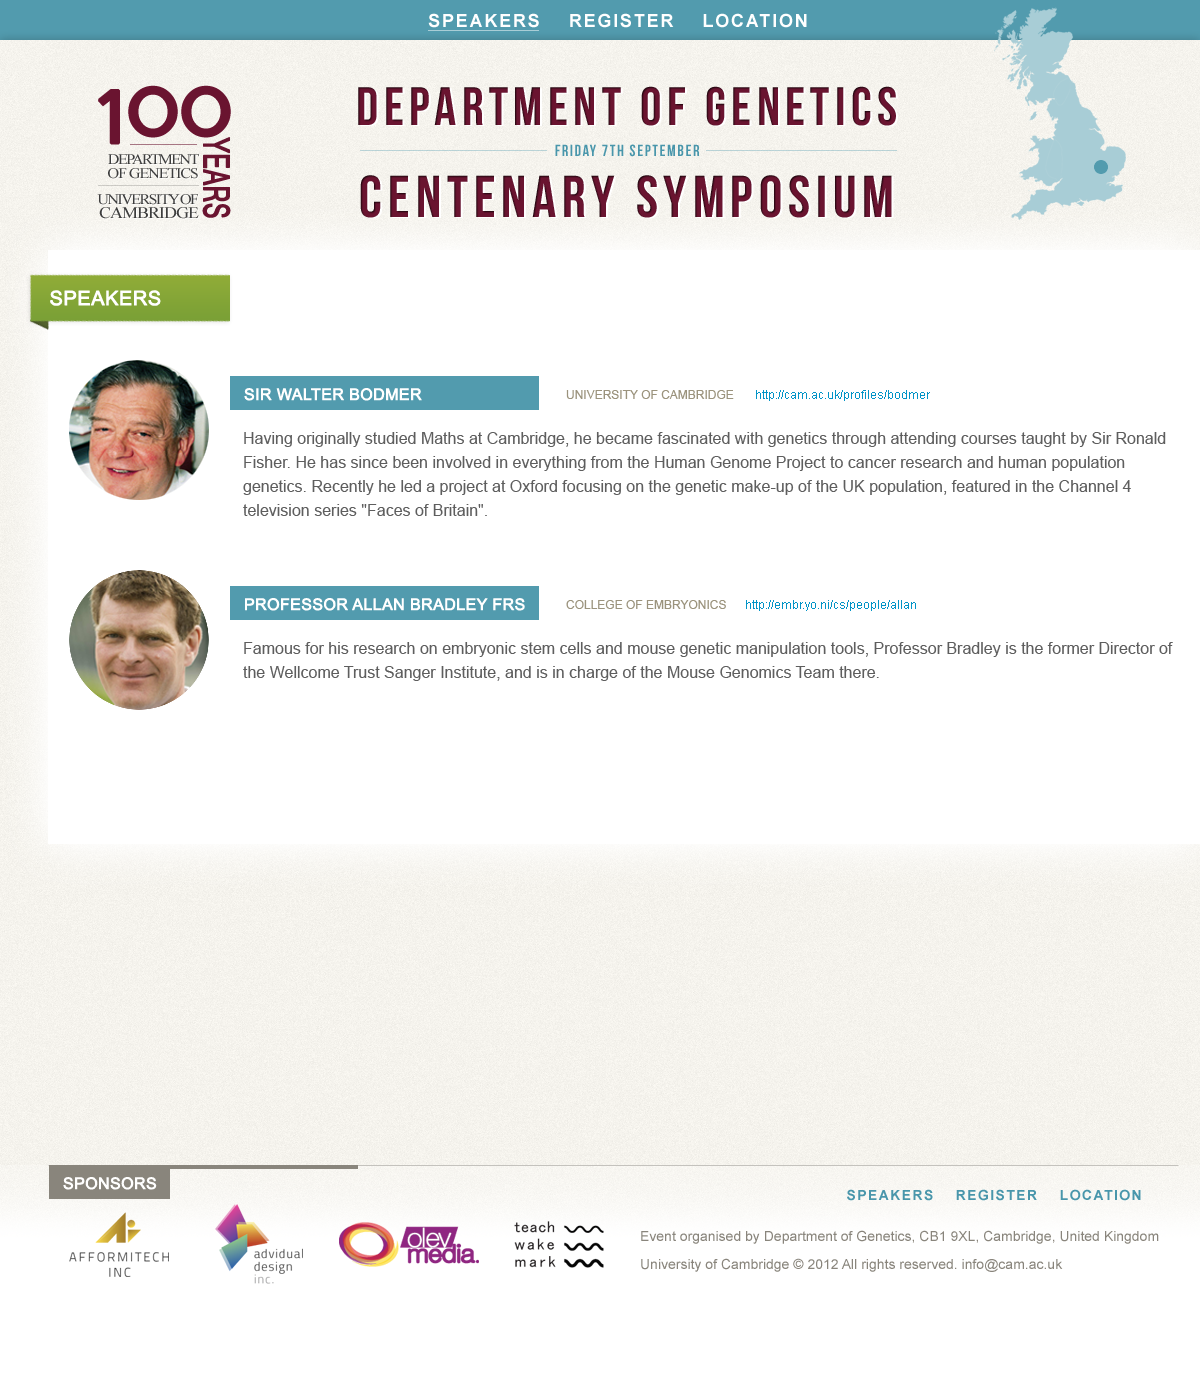 SPEAKERS REGISTER LOCATION
100 YEARS
DEPARTMENT
OF GENETICS
UNIVERSITY OF
CAMBRIDGE
DEPARTMENT OF GENETICS
FRIDAY 7TH SEPTEMBER
CENTENARY SYMPOSIUM
SPEAKERS
SIR WALTER BODMER UNIVERSITY OF CAMBRIDGE http://cam.ac.uk/profiles/bodmer
Having originally studied Maths at Cambridge, he became fascinated with genetics through attending courses taught by Sir Ronald
Fisher. He has since been involved in everything from the Human Genome Project to cancer research and human population
genetics. Recently he led a project at Oxford focusing on the genetic make-up of the UK population, featured in the Channel 4
television series "Faces of Britain".
PROFESSOR ALLAN BRADLEY FRS COLLEGE OF EMBRYONICS http://embr.yo.ni/cs/people/allan
Famous for his research on embryonic stem cells and mouse genetic manipulation tools, Professor Bradley is the former Director of
the Wellcome Trust Sanger Institute, and is in charge of the Mouse Genomics Team there.
SPONSORS
AFFORMITECH
INC
advidual
design
inc.
olev
media.
teach
wake
mark
SPEAKERS REGISTER LOCATION
Event organised by Department of Genetics, CB1 9XL, Cambridge, United Kingdom
University of Cambridge © 2012 All rights reserved. info@cam.ac.uk